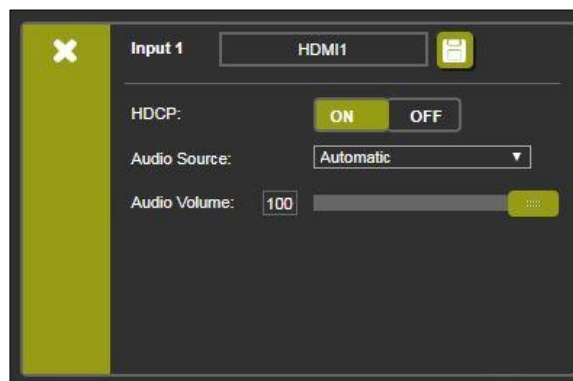 Input 1 HDMI1
HDCP: ON OFF
Audio Source: Automatic
Audio Volume: 100